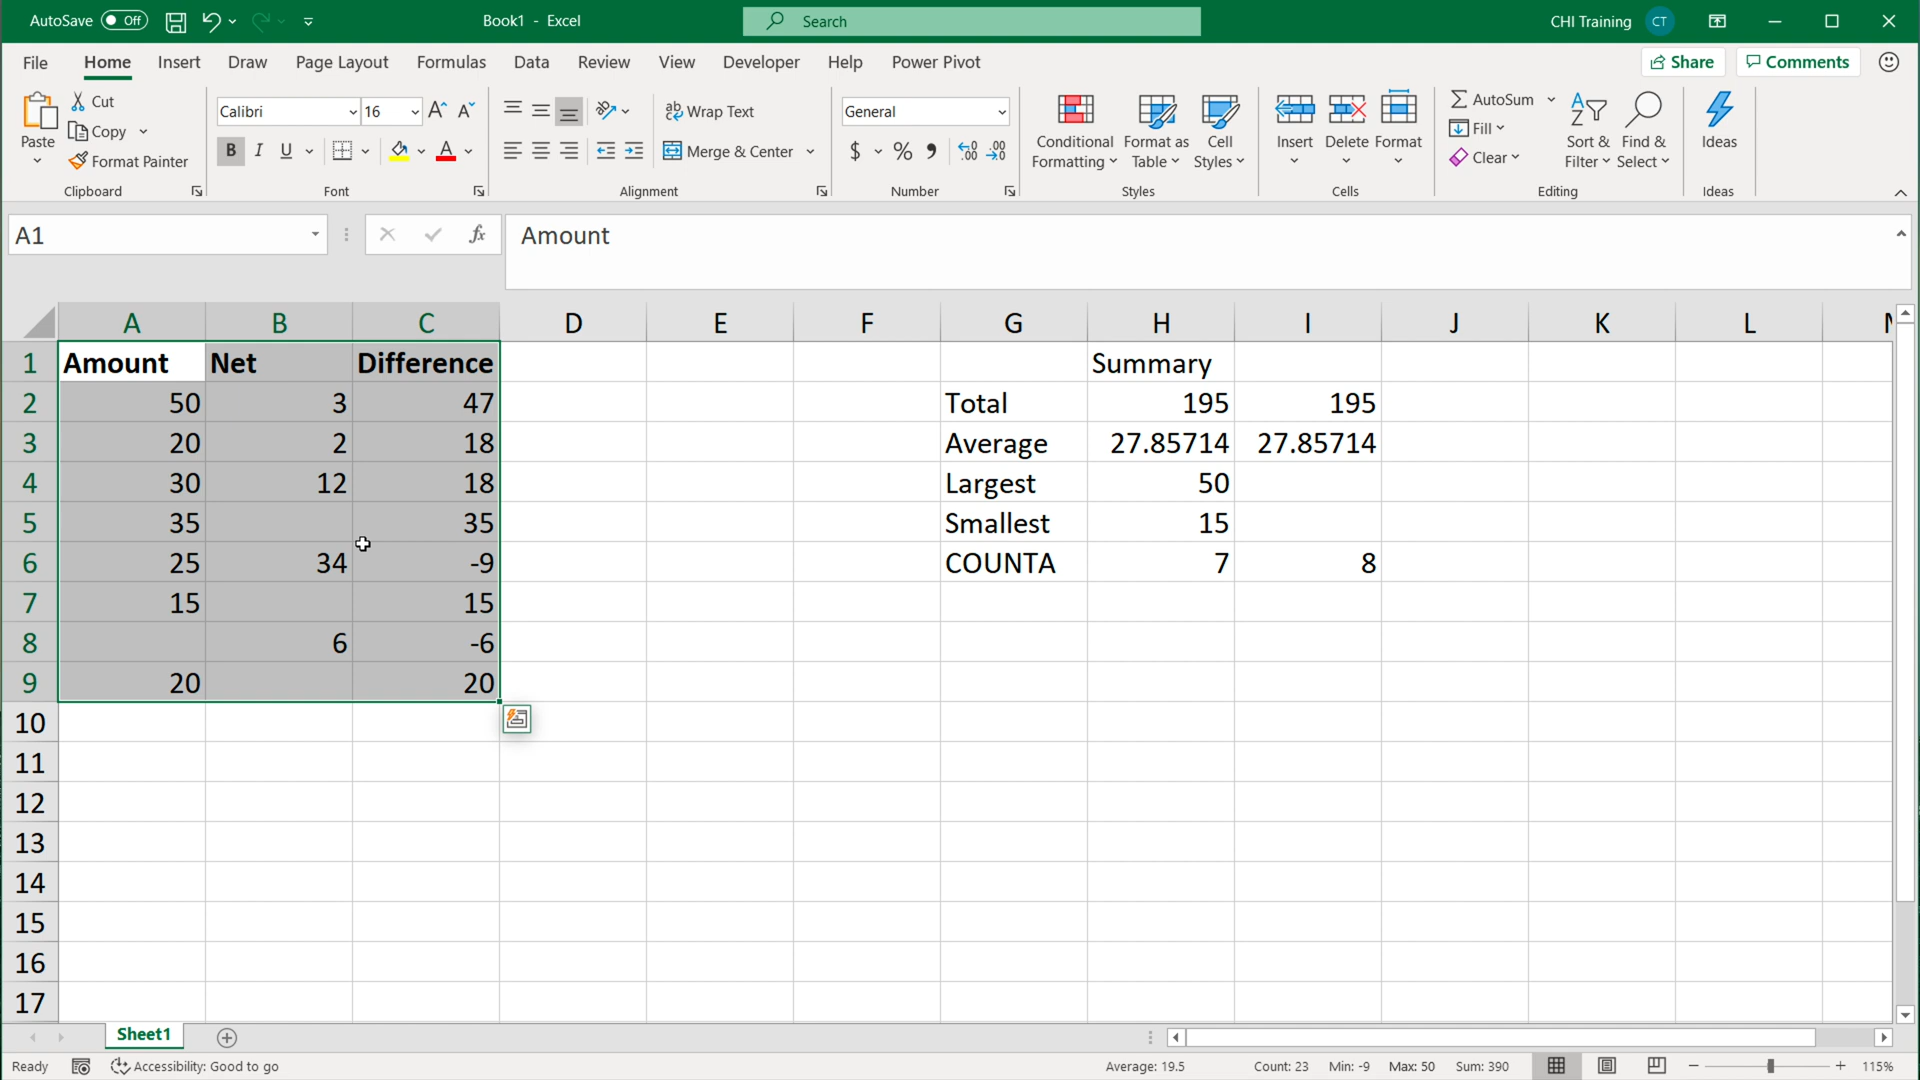 AutoSave Off Book1 - Excel Search CHI Training CT
File Home Insert Draw Page Layout Formulas Data Review View Developer Help Power Pivot Share Comments
Paste Cut Copy Format Painter Clipboard
Calibri 16 B I U A Font
Wrap Text Merge & Center Alignment
General $ % Number
Conditional Formatting Format as Table Cell Styles Styles
Insert Delete Format Cells
AutoSum Fill Clear Sort & Filter Find & Select Editing
Ideas Ideas
A1 fx Amount
A B C D E F G H I J K L
1 Amount Net Difference Summary
2 50 3 47 Total 195 195
3 20 2 18 Average 27.85714 27.85714
4 30 12 18 Largest 50
5 35 35 Smallest 15
6 25 34 -9 COUNTA 7 8
7 15 15
8 6 -6
9 20 20
10
11
12
13
14
15
16
17
Sheet1
Ready Accessibility: Good to go Average: 19.5 Count: 23 Min: -9 Max: 50 Sum: 390 115%